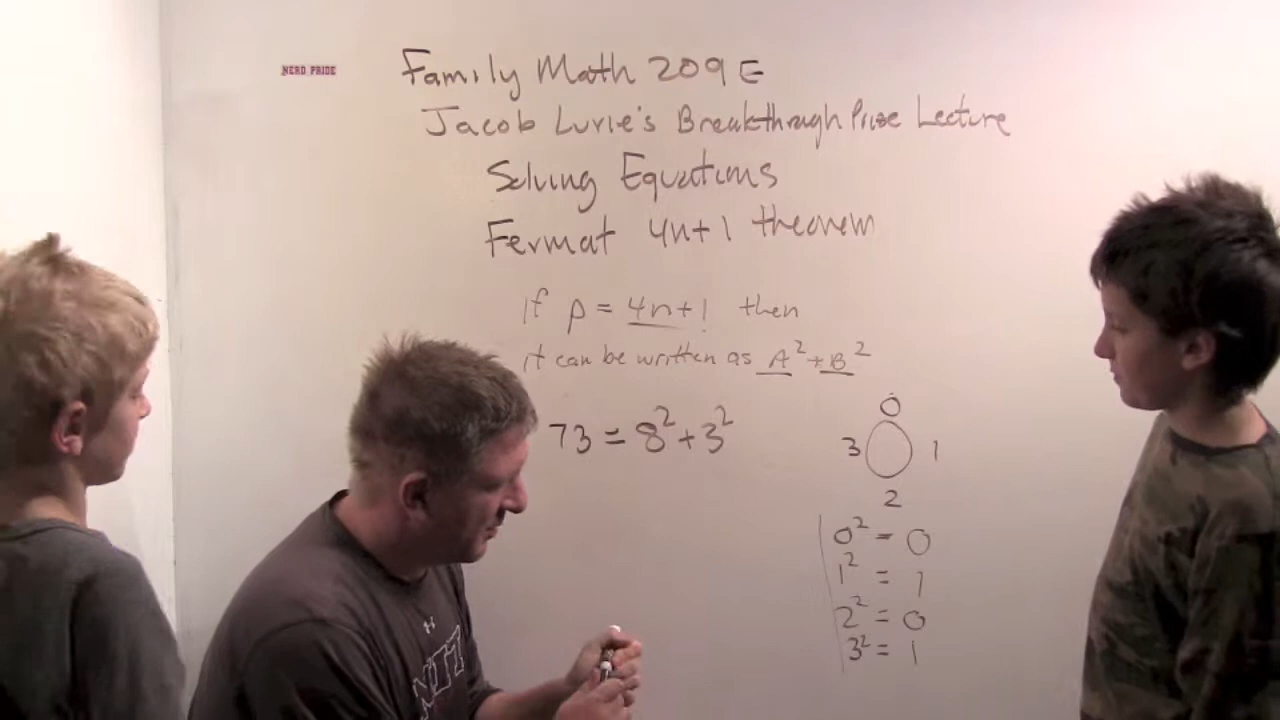 NERD PRIDE
Family Math 209 E
Jacob Lurie's Breakthrough Prize Lecture
Solving Equations
Fermat 4n+1 theorem
If p = 4n+1 then
it can be written as A² + B²
73 = 8² + 3²
0
3 1
2
0² = 0
1² = 1
2² = 0
3² = 1